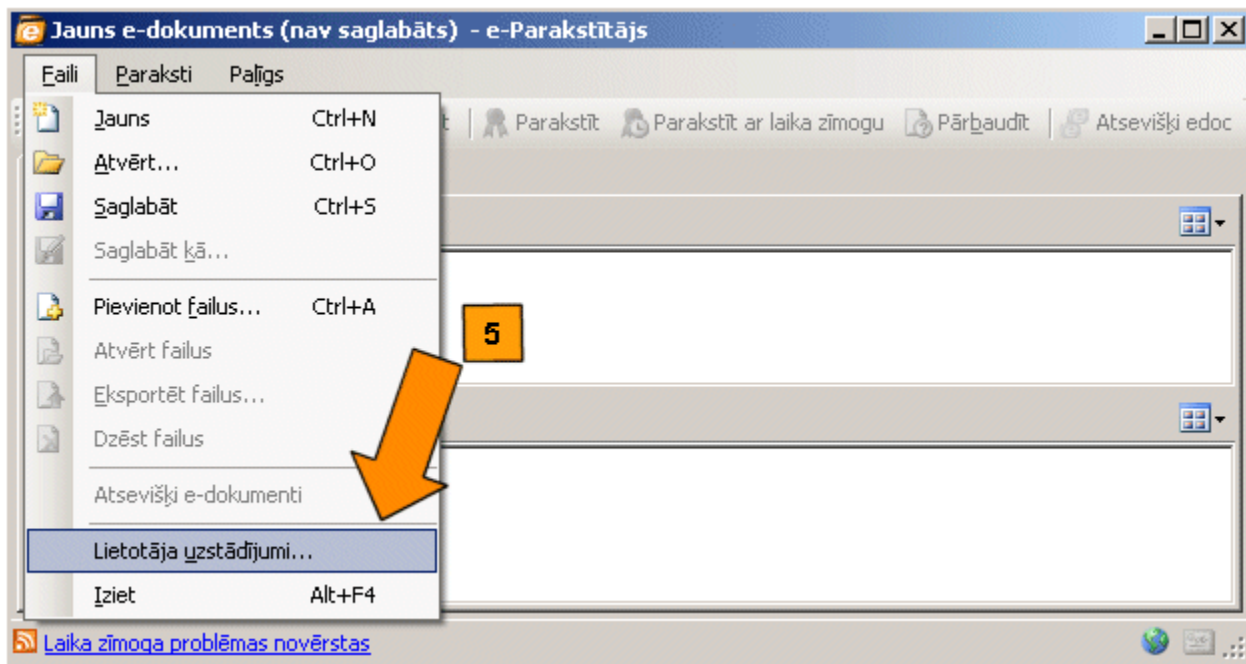 Jauns e-dokuments (nav saglabāts) - e-Parakstītājs
Faili Paraksti Palīgs
Parakstīt Parakstīt ar laika zīmogu Pārbaudīt Atsevišķi edoc
Jauns Ctrl+N
Atvērt... Ctrl+O
Saglabāt Ctrl+S
Saglabāt kā...
Pievienot failus... Ctrl+A
5
Atvērt failus
Eksportēt failus...
Dzēst failus
Atsevišķi e-dokumenti
Lietotāja uzstādījumi...
Iziet Alt+F4
Laika zīmoga problēmas novērstas